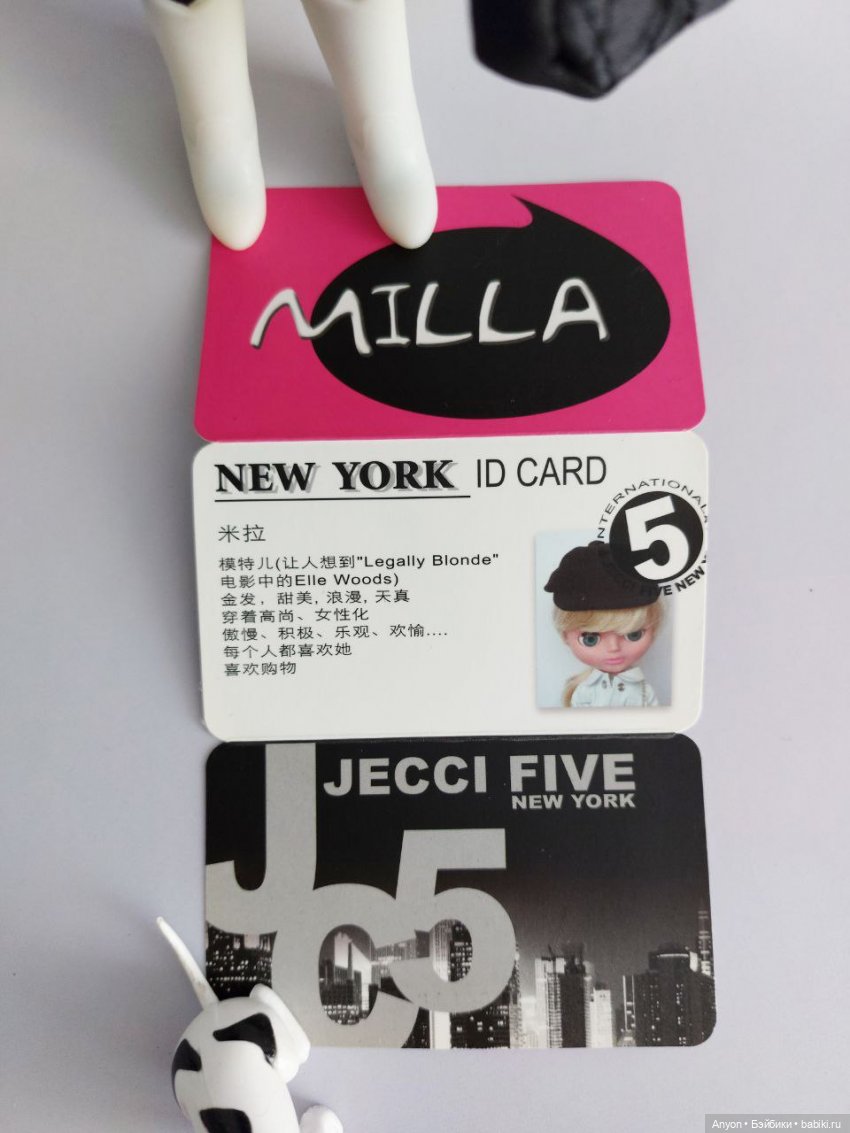 MILLA
NEW YORK ID CARD
INTERNATIONAL
5
FIVE NEW
米拉
模特儿(让人想到"Legally Blonde"
电影中的Elle Woods)
金发, 甜美, 浪漫, 天真
穿着高尚、女性化
傲慢、积极、乐观、欢愉....
每个人都喜欢她
喜欢购物
JECCI FIVE
NEW YORK
JC5
Anyon • Бэйбики • babiki.ru